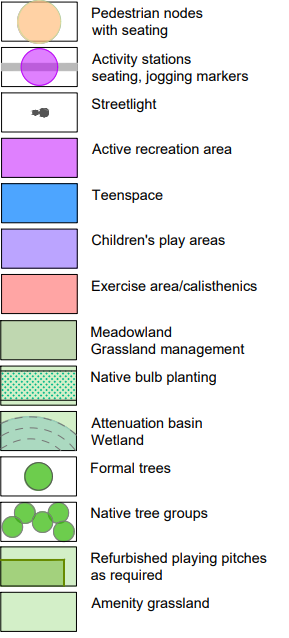 Pedestrian nodes
with seating
Activity stations
seating, jogging markers
Streetlight
Active recreation area
Teenspace
Children's play areas
Exercise area/calisthenics
Meadowland
Grassland management
Native bulb planting
Attenuation basin
Wetland
Formal trees
Native tree groups
Refurbished playing pitches
as required
Amenity grassland